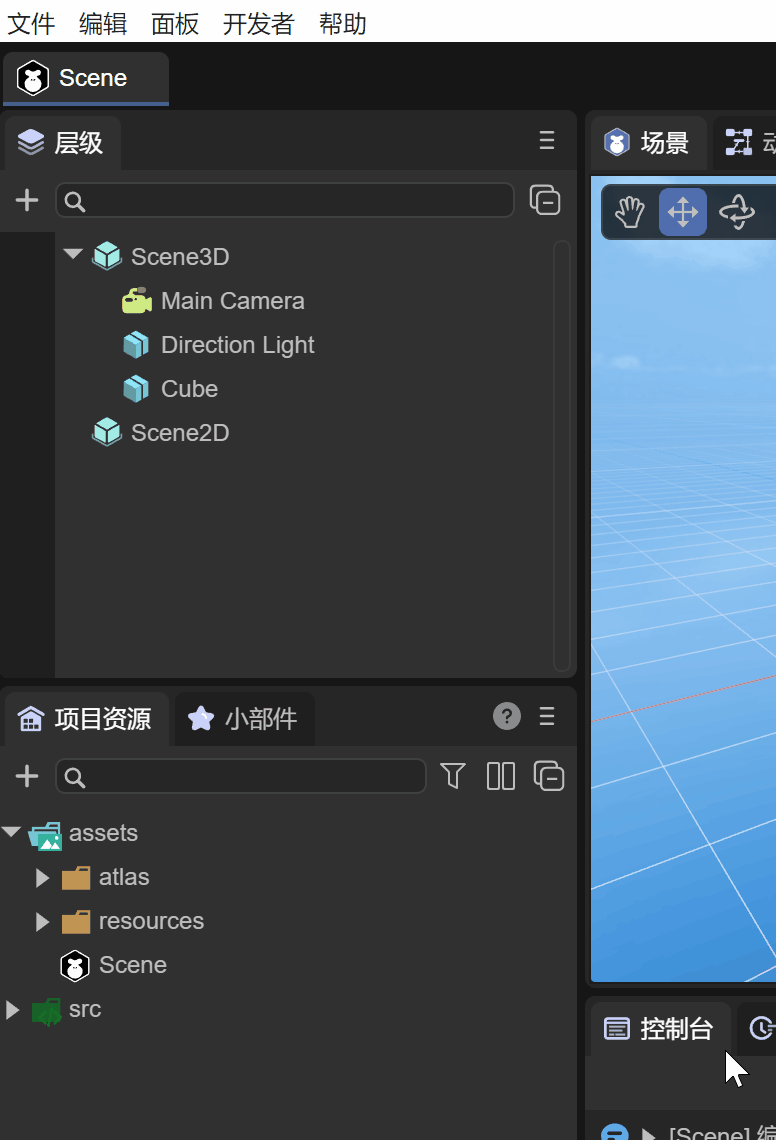 文件 编辑 面板 开发者 帮助
Scene
层级
场景
Scene3D
Main Camera
Direction Light
Cube
Scene2D
项目资源 小部件
?
assets
atlas
resources
Scene
src
控制台
[Scene] 编